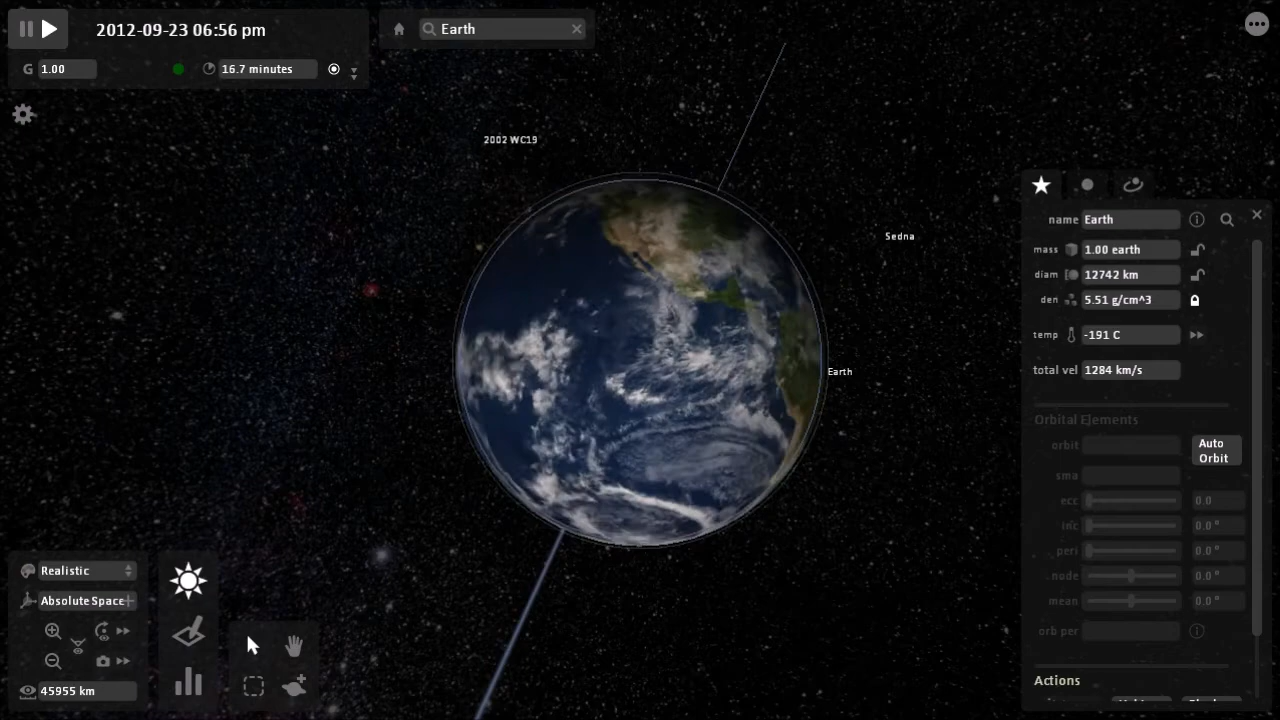 2012-09-23 06:56 pm
Earth
G 1.00
16.7 minutes
2002 WC19
Sedna
Earth
name Earth
mass 1.00 earth
diam 12742 km
den 5.51 g/cm^3
temp -191 C
total vel 1284 km/s
Orbital Elements
orbit
Auto
Orbit
sma
ecc 0.0
inc 0.0 °
peri 0.0 °
node 0.0 °
mean 0.0 °
orb per
Actions
Realistic
Absolute Space
45955 km